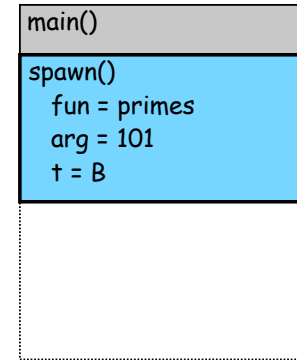 main()
spawn()
fun = primes
arg = 101
t = B